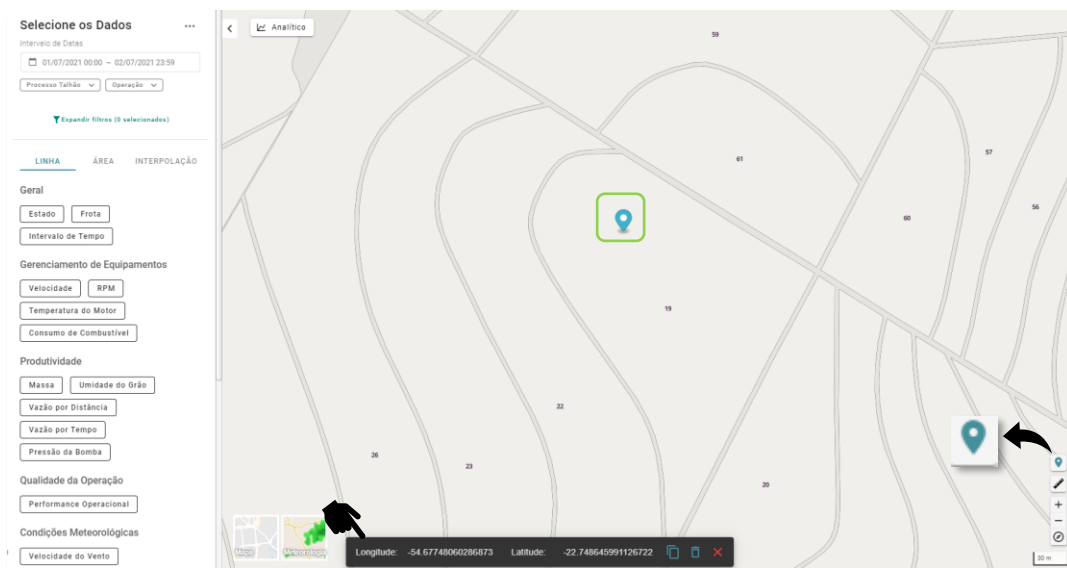 Selecione os Dados
Intervalo de Datas
01/07/2021 00:00 ~ 02/07/2021 23:59
Processo Talhão
Operação
Expandir filtros (0 selecionados)
LINHA
ÁREA
INTERPOLAÇÃO
Geral
Estado
Frota
Intervalo de Tempo
Gerenciamento de Equipamentos
Velocidade
RPM
Temperatura do Motor
Consumo de Combustível
Produtividade
Massa
Umidade do Grão
Vazão por Distância
Vazão por Tempo
Pressão da Bomba
Qualidade da Operação
Performance Operacional
Condições Meteorológicas
Velocidade do Vento
Analítico
59
61
57
56
60
19
22
26
23
20
Mapa
Meteorologia
Longitude: -54.67748060286873 Latitude: -22.748645991126722
30 m